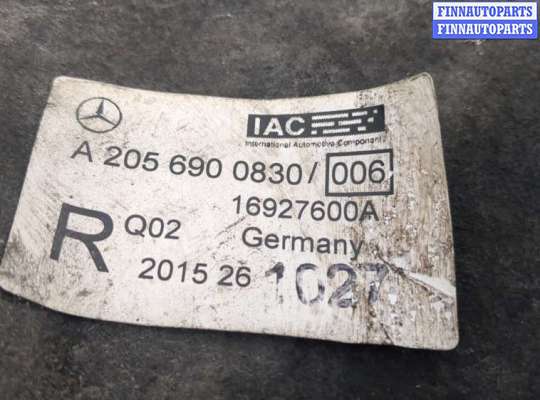 FINNAUTOPARTS
FINNAUTOPARTS
IAC
International Automotive Components
A 205 690 0830/ 006
16927600A
R
Q02
Germany
2015 26
1027